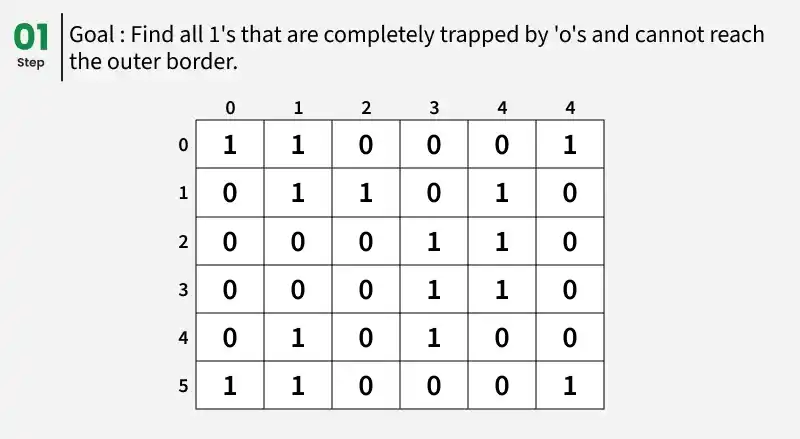 01
Step
Goal : Find all 1's that are completely trapped by 'o's and cannot reach
the outer border.
0 1 2 3 4 4
0 1 1 0 0 0 1
1 0 1 1 0 1 0
2 0 0 0 1 1 0
3 0 0 0 1 1 0
4 0 1 0 1 0 0
5 1 1 0 0 0 1